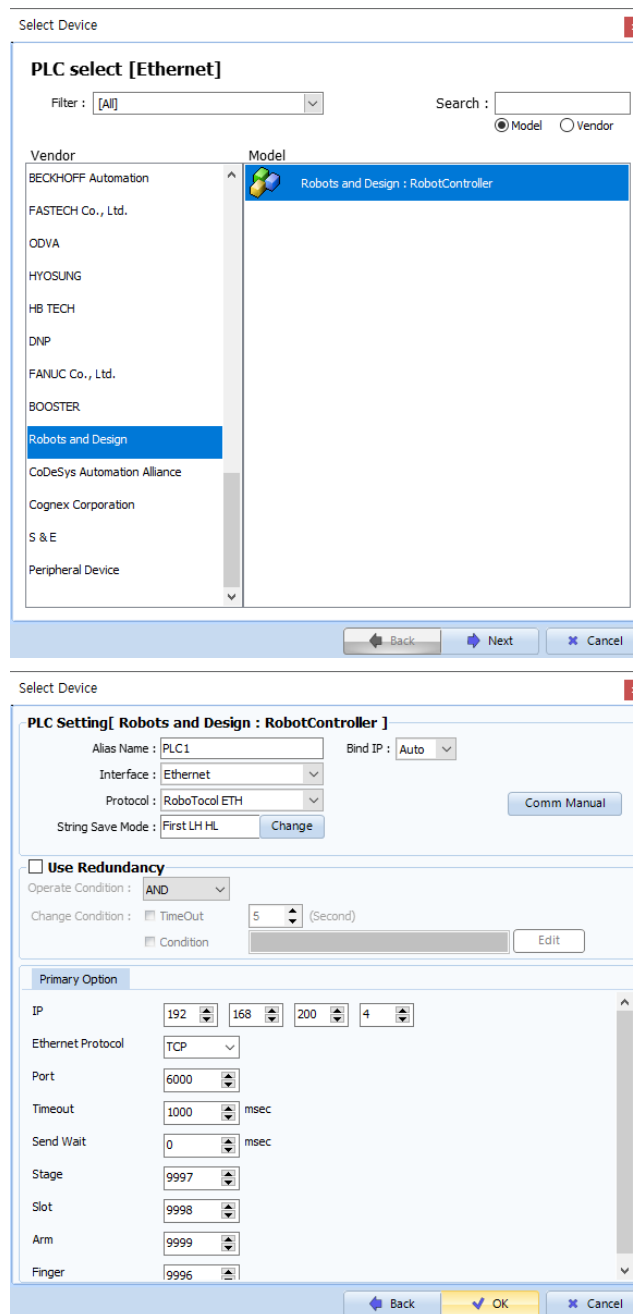 Select Device
PLC select [Ethernet]
Filter : [All] Search :
Model Vendor
Vendor Model
BECKHOFF Automation
Robots and Design : RobotController
FASTECH Co., Ltd.
ODVA
HYOSUNG
HB TECH
DNP
FANUC Co., Ltd.
BOOSTER
Robots and Design
CoDeSys Automation Alliance
Cognex Corporation
S & E
Peripheral Device
Back Next Cancel
Select Device
PLC Setting[ Robots and Design : RobotController ]
Alias Name : PLC1 Bind IP : Auto
Interface : Ethernet
Protocol : RoboTocol ETH Comm Manual
String Save Mode : First LH HL Change
Use Redundancy
Operate Condition : AND
Change Condition : TimeOut 5 (Second)
Condition Edit
Primary Option
IP 192 168 200 4
Ethernet Protocol TCP
Port 6000
Timeout 1000 msec
Send Wait 0 msec
Stage 9997
Slot 9998
Arm 9999
Finger 9996
Back OK Cancel